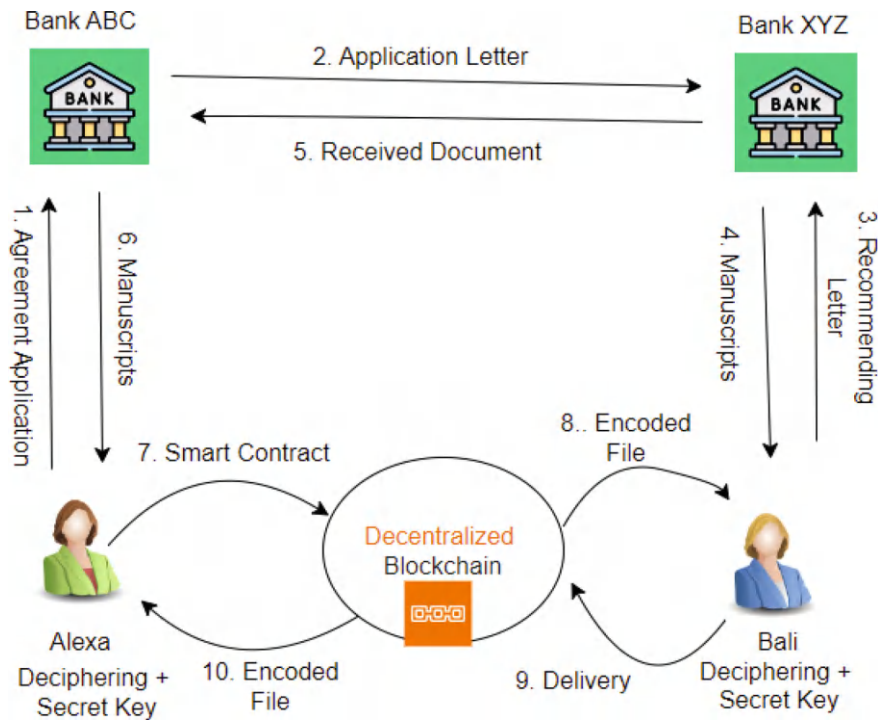 Bank ABC
Bank XYZ
2. Application Letter
BANK
BANK
5. Received Document
1. Agreement Application
6. Manuscripts
4. Manuscripts
3. Recommending
Letter
7. Smart Contract
8.. Encoded
File
Decentralized
Blockchain
Alexa
Deciphering +
Secret Key
10. Encoded
File
9. Delivery
Bali
Deciphering +
Secret Key